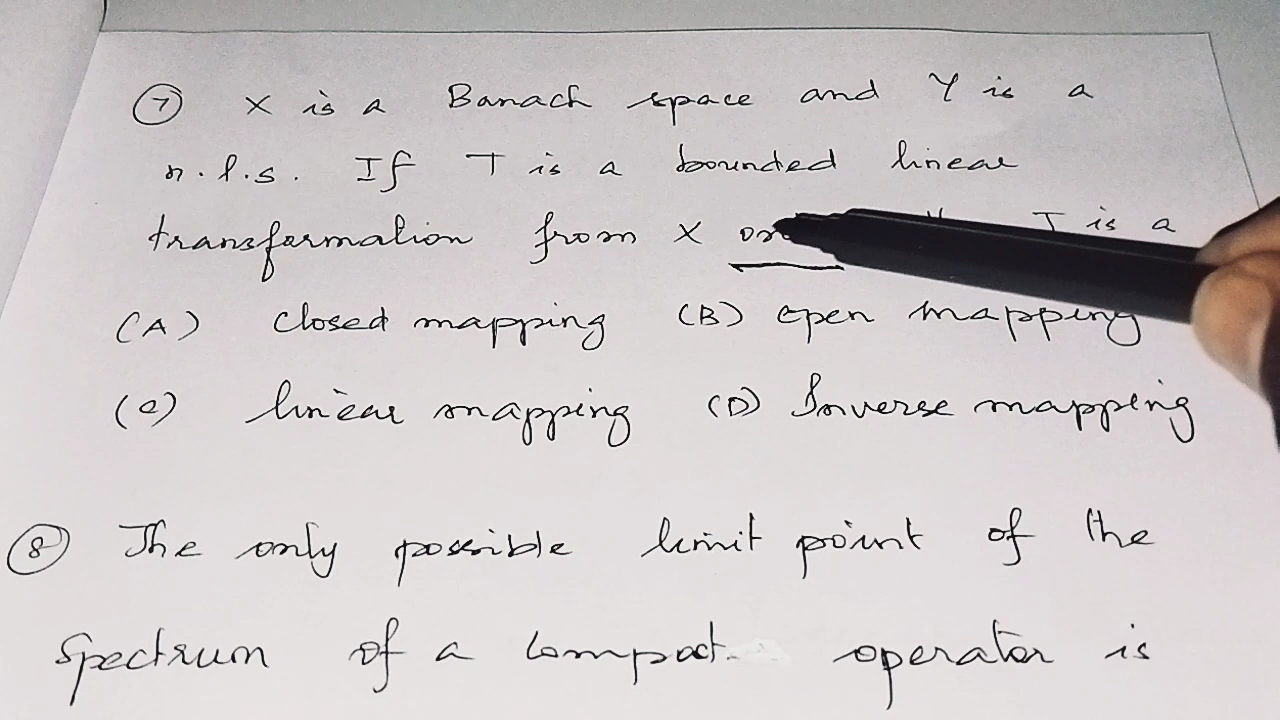 7 X is a Banach space and Y is a
n.l.s. If T is a bounded linear
transformation from X T is a
(A) closed mapping (B) open mapping
(C) linear mapping (D) Inverse mapping
8 The only possible limit point of the
spectrum of a compact operator is